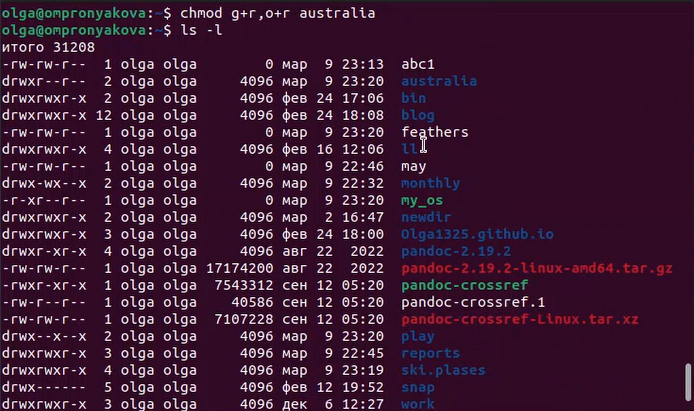 olga@ompronyakova:~$ chmod g+r,o+r australia
olga@ompronyakova:~$ ls -l
итого 31208
-rw-rw-r-- 1 olga olga 0 мар 9 23:13 abc1
drwxr--r-- 2 olga olga 4096 мар 9 23:20 australia
drwxrwxr-x 2 olga olga 4096 фев 24 17:06 bin
drwxrwxr-x 12 olga olga 4096 фев 24 18:08 blog
-rw-rw-r-- 1 olga olga 0 мар 9 23:20 feathers
drwxrwxr-x 4 olga olga 4096 фев 16 12:06 ll
-rw-rw-r-- 1 olga olga 0 мар 9 22:46 may
drwx-wx--x 2 olga olga 4096 мар 9 22:32 monthly
-r-xr--r-- 1 olga olga 0 мар 9 23:20 my_os
drwxrwxr-x 2 olga olga 4096 мар 2 16:47 newdir
drwxrwxr-x 3 olga olga 4096 фев 24 18:00 Olga1325.github.io
drwxr-xr-x 4 olga olga 4096 авг 22 2022 pandoc-2.19.2
-rw-rw-r-- 1 olga olga 17174200 авг 22 2022 pandoc-2.19.2-linux-amd64.tar.gz
-rwxr-xr-x 1 olga olga 7543312 сен 12 05:20 pandoc-crossref
-rw-r--r-- 1 olga olga 40586 сен 12 05:20 pandoc-crossref.1
-rw-rw-r-- 1 olga olga 7107228 сен 12 05:20 pandoc-crossref-Linux.tar.xz
drwx--x--x 2 olga olga 4096 мар 9 23:20 play
drwxrwxr-x 3 olga olga 4096 мар 9 22:45 reports
drwxrwxr-x 4 olga olga 4096 мар 9 23:19 ski.plases
drwx------ 5 olga olga 4096 фев 12 19:52 snap
drwxrwxr-x 3 olga olga 4096 дек 6 12:27 work